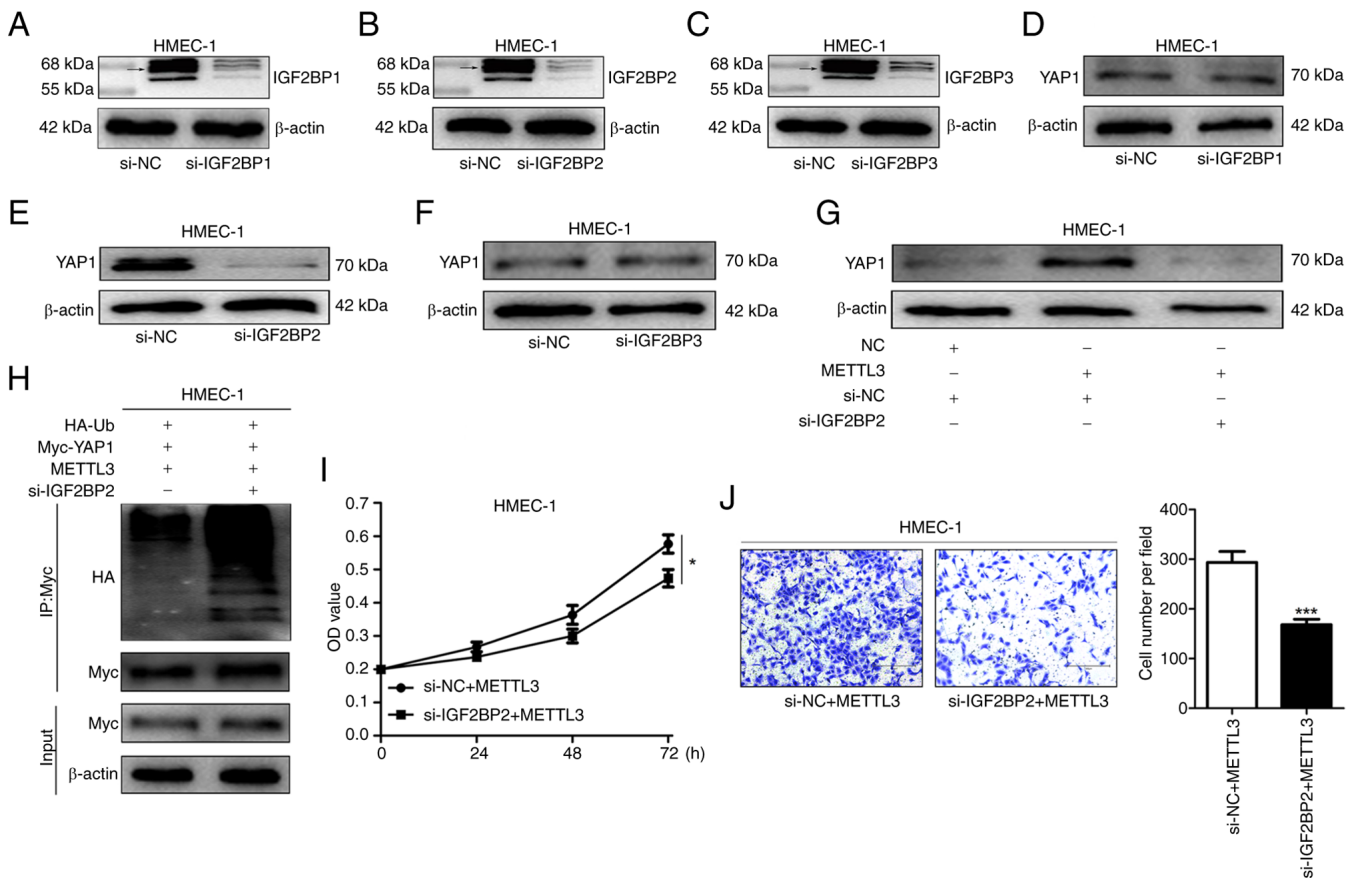 A
HMEC-1
68 kDa
55 kDa
IGF2BP1
42 kDa
β-actin
si-NC si-IGF2BP1
B
HMEC-1
68 kDa
55 kDa
IGF2BP2
42 kDa
β-actin
si-NC si-IGF2BP2
C
HMEC-1
68 kDa
55 kDa
IGF2BP3
42 kDa
β-actin
si-NC si-IGF2BP3
D
HMEC-1
YAP1 70 kDa
β-actin 42 kDa
si-NC si-IGF2BP1
E
HMEC-1
YAP1 70 kDa
β-actin 42 kDa
si-NC si-IGF2BP2
F
HMEC-1
YAP1 70 kDa
β-actin 42 kDa
si-NC si-IGF2BP3
G
HMEC-1
YAP1 70 kDa
β-actin 42 kDa
NC + − −
METTL3 − + +
si-NC + + −
si-IGF2BP2 − − +
H
HMEC-1
HA-Ub + +
Myc-YAP1 + +
METTL3 + +
si-IGF2BP2 − +
IP:Myc
HA
Myc
Input
Myc
β-actin
I
HMEC-1
OD value
0.7
0.6
0.5
0.4
0.3
0.2
0.1
0.0
*
si-NC+METTL3
si-IGF2BP2+METTL3
0 24 48 72 (h)
J
HMEC-1
si-NC+METTL3 si-IGF2BP2+METTL3
Cell number per field
400
300
200
100
0
***
si-NC+METTL3
si-IGF2BP2+METTL3